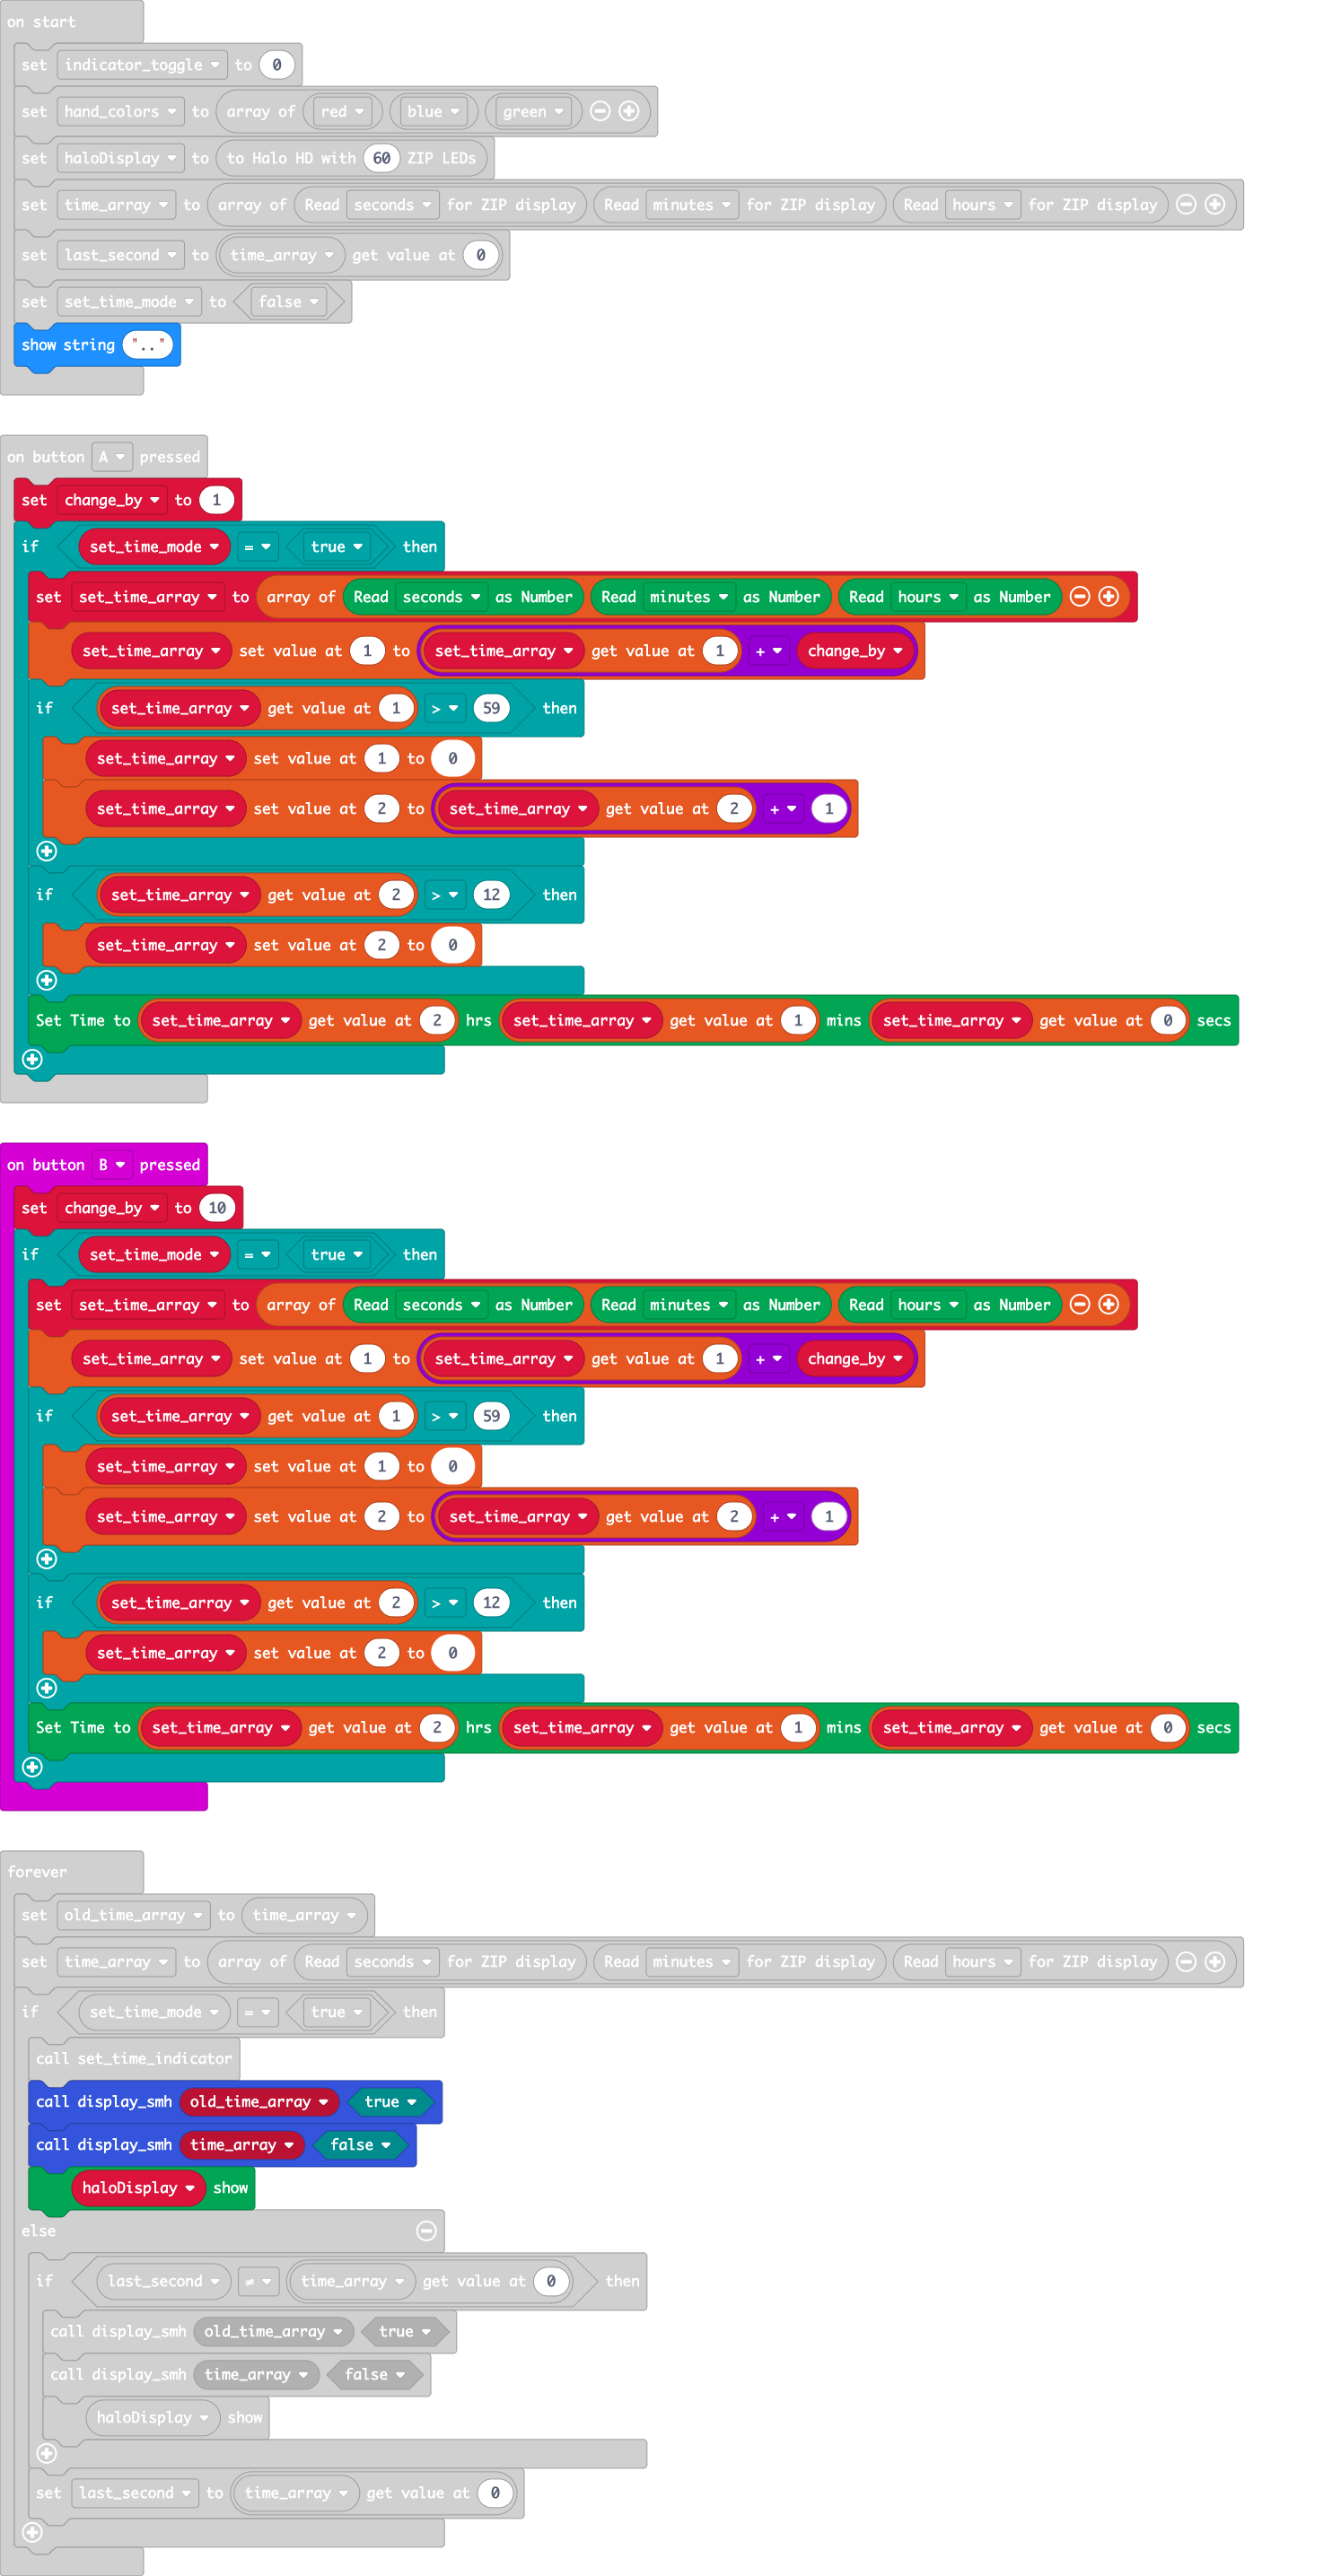 on start
set indicator_toggle to 0
set hand_colors to array of red blue green
set haloDisplay to to Halo HD with 60 ZIP LEDs
set time_array to array of Read seconds for ZIP display Read minutes for ZIP display Read hours for ZIP display
set last_second to time_array get value at 0
set set_time_mode to false
show string ".."
on button A pressed
set change_by to 1
if set_time_mode = true then
set set_time_array to array of Read seconds as Number Read minutes as Number Read hours as Number
set_time_array set value at 1 to set_time_array get value at 1 + change_by
if set_time_array get value at 1 > 59 then
set_time_array set value at 1 to 0
set_time_array set value at 2 to set_time_array get value at 2 + 1
if set_time_array get value at 2 > 12 then
set_time_array set value at 2 to 0
Set Time to set_time_array get value at 2 hrs set_time_array get value at 1 mins set_time_array get value at 0 secs
on button B pressed
set change_by to 10
if set_time_mode = true then
set set_time_array to array of Read seconds as Number Read minutes as Number Read hours as Number
set_time_array set value at 1 to set_time_array get value at 1 + change_by
if set_time_array get value at 1 > 59 then
set_time_array set value at 1 to 0
set_time_array set value at 2 to set_time_array get value at 2 + 1
if set_time_array get value at 2 > 12 then
set_time_array set value at 2 to 0
Set Time to set_time_array get value at 2 hrs set_time_array get value at 1 mins set_time_array get value at 0 secs
forever
set old_time_array to time_array
set time_array to array of Read seconds for ZIP display Read minutes for ZIP display Read hours for ZIP display
if set_time_mode = true then
call set_time_indicator
call display_smh old_time_array true
call display_smh time_array false
haloDisplay show
else
if last_second ≠ time_array get value at 0 then
call display_smh old_time_array true
call display_smh time_array false
haloDisplay show
set last_second to time_array get value at 0